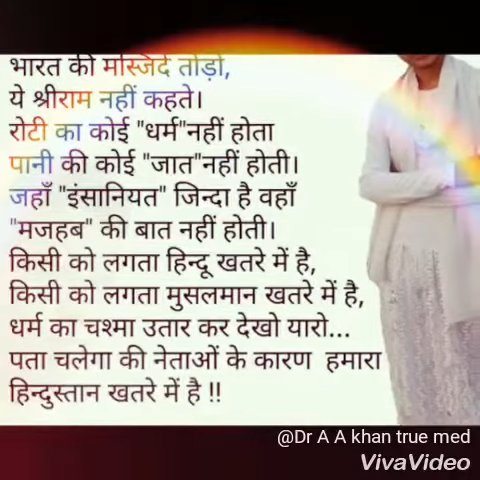 भारत की मस्जिदे तोड़ो,
ये श्रीराम नहीं कहते।
रोटी का कोई "धर्म"नहीं होता
पानी की कोई "जात"नहीं होती।
जहाँ "इंसानियत" जिन्दा है वहाँ
"मजहब" की बात नहीं होती।
किसी को लगता हिन्दू खतरे में है,
किसी को लगता मुसलमान खतरे में है,
धर्म का चश्मा उतार कर देखो यारो...
पता चलेगा की नेताओं के कारण हमारा
हिन्दुस्तान खतरे में है !!
@Dr A A khan true med
VivaVideo